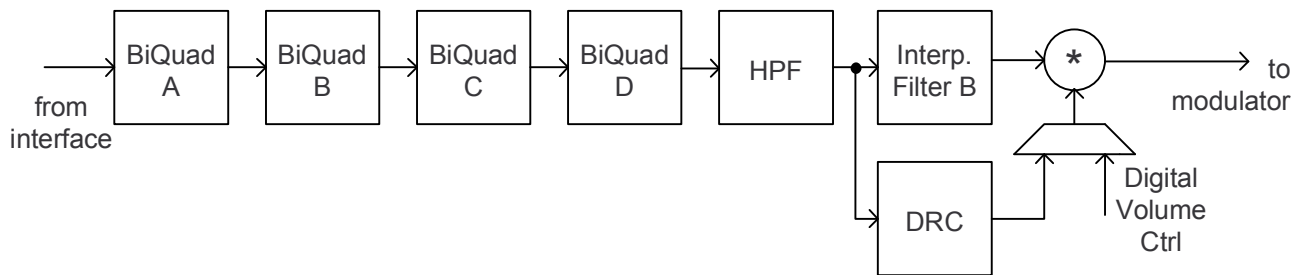 from
interface
BiQuad
A
BiQuad
B
BiQuad
C
BiQuad
D
HPF
Interp.
Filter B
*
to
modulator
DRC
Digital
Volume
Ctrl